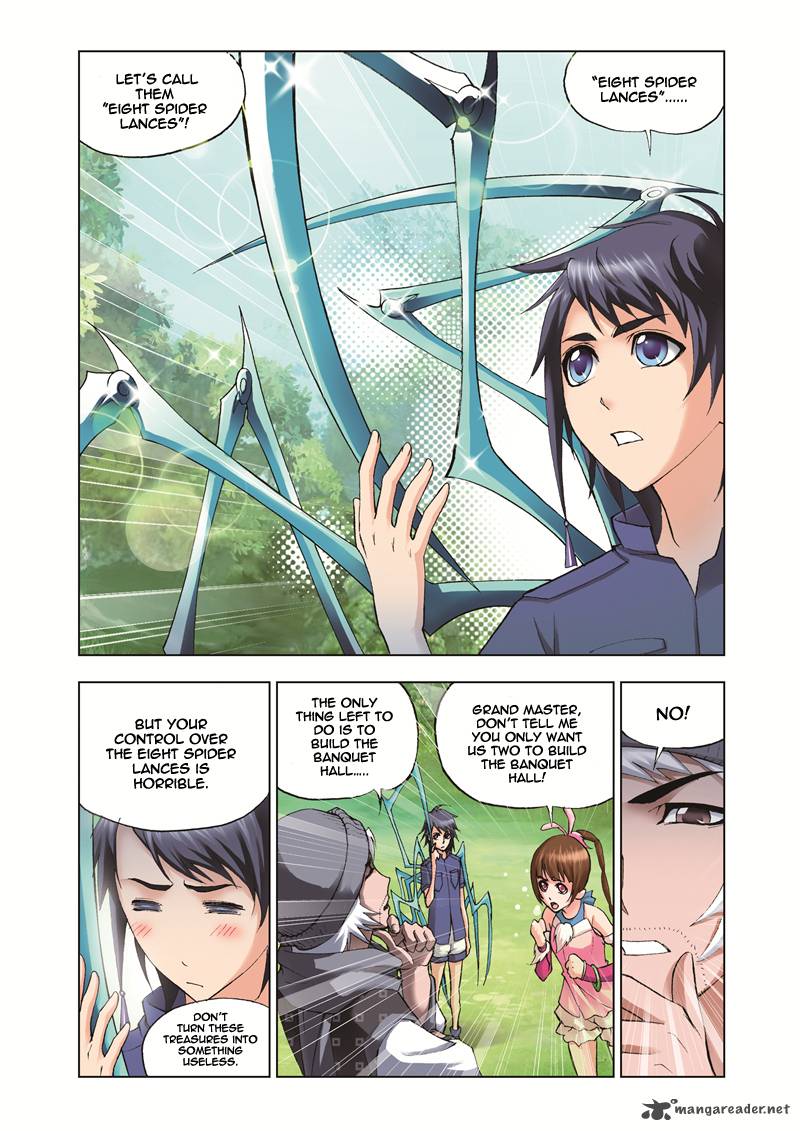 LET'S CALL
THEM
"EIGHT SPIDER
LANCES"!
"EIGHT SPIDER
LANCES"......
BUT YOUR
CONTROL OVER
THE EIGHT SPIDER
LANCES IS
HORRIBLE.
DON'T
TURN THESE
TREASURES INTO
SOMETHING
USELESS.
THE ONLY
THING LEFT TO
DO IS TO
BUILD THE
BANQUET
HALL.....
GRAND MASTER,
DON'T TELL ME
YOU ONLY WANT
US TWO TO BUILD
THE BANQUET
HALL!
NO!
mangareader.net